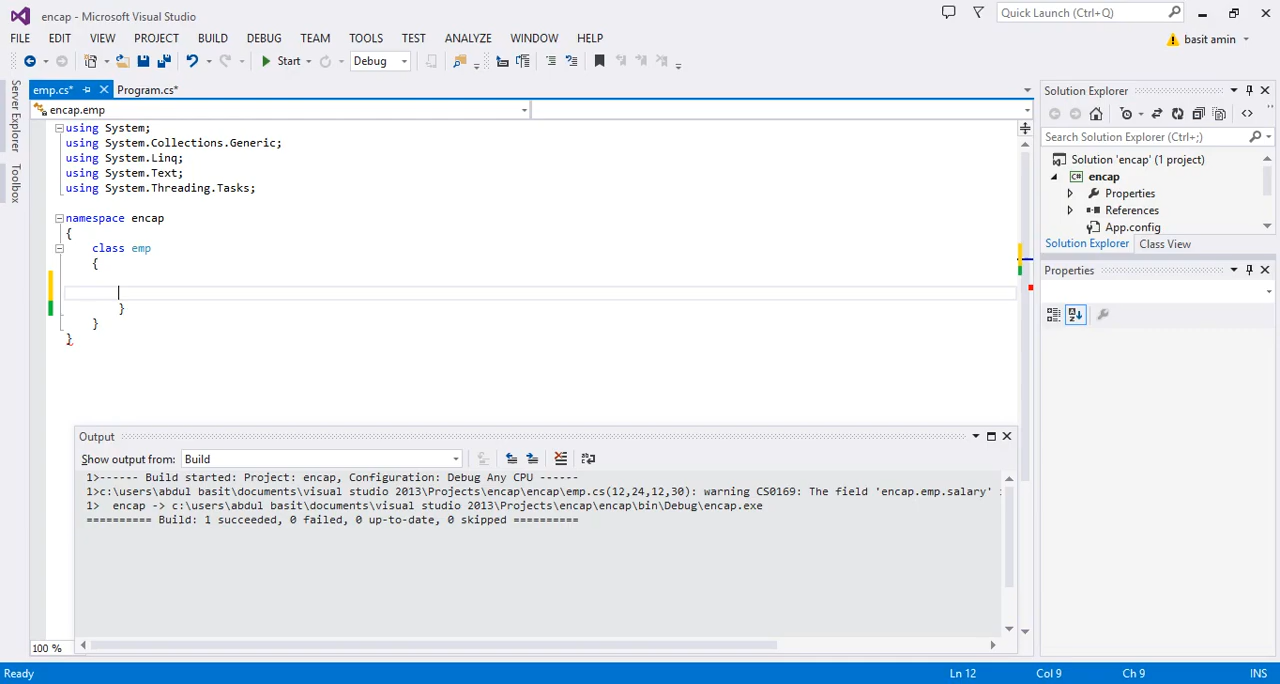 encap - Microsoft Visual Studio
Quick Launch (Ctrl+Q)
FILE EDIT VIEW PROJECT BUILD DEBUG TEAM TOOLS TEST ANALYZE WINDOW HELP
basit amin
Start
Debug
emp.cs*
Program.cs*
encap.emp
Server Explorer
Toolbox
using System;
using System.Collections.Generic;
using System.Linq;
using System.Text;
using System.Threading.Tasks;
namespace encap
{
class emp
{
}
}
}
100 %
Output
Show output from: Build
1>------ Build started: Project: encap, Configuration: Debug Any CPU ------
1>c:\users\abdul basit\documents\visual studio 2013\Projects\encap\encap\emp.cs(12,24,12,30): warning CS0169: The field 'encap.emp.salary'
1>  encap -> c:\users\abdul basit\documents\visual studio 2013\Projects\encap\encap\bin\Debug\encap.exe
========== Build: 1 succeeded, 0 failed, 0 up-to-date, 0 skipped ==========
Solution Explorer
Search Solution Explorer (Ctrl+;)
Solution 'encap' (1 project)
C# encap
Properties
References
App.config
Solution Explorer Class View
Properties
Ready
Ln 12 Col 9 Ch 9 INS